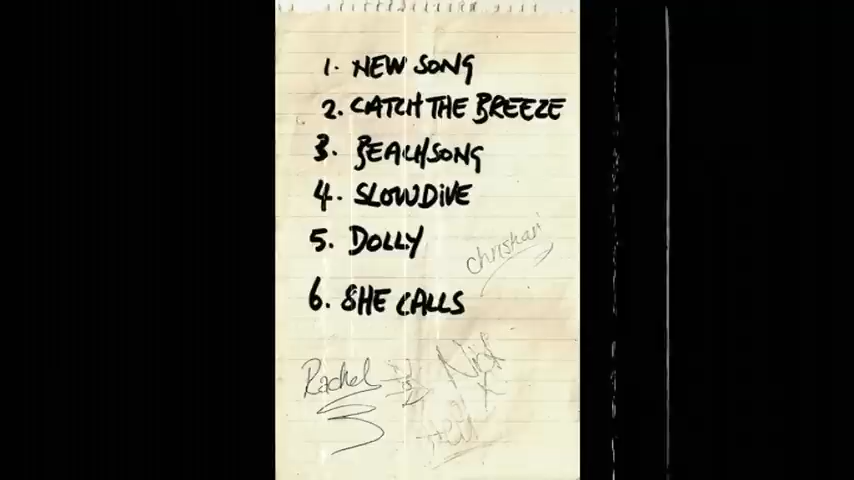 1. NEW SONG
2. CATCH THE BREEZE
3. BEACHSONG
4. SLOWDIVE
5. DOLLY
6. SHE CALLS
Christian
Rachel
Nick
X
Neil